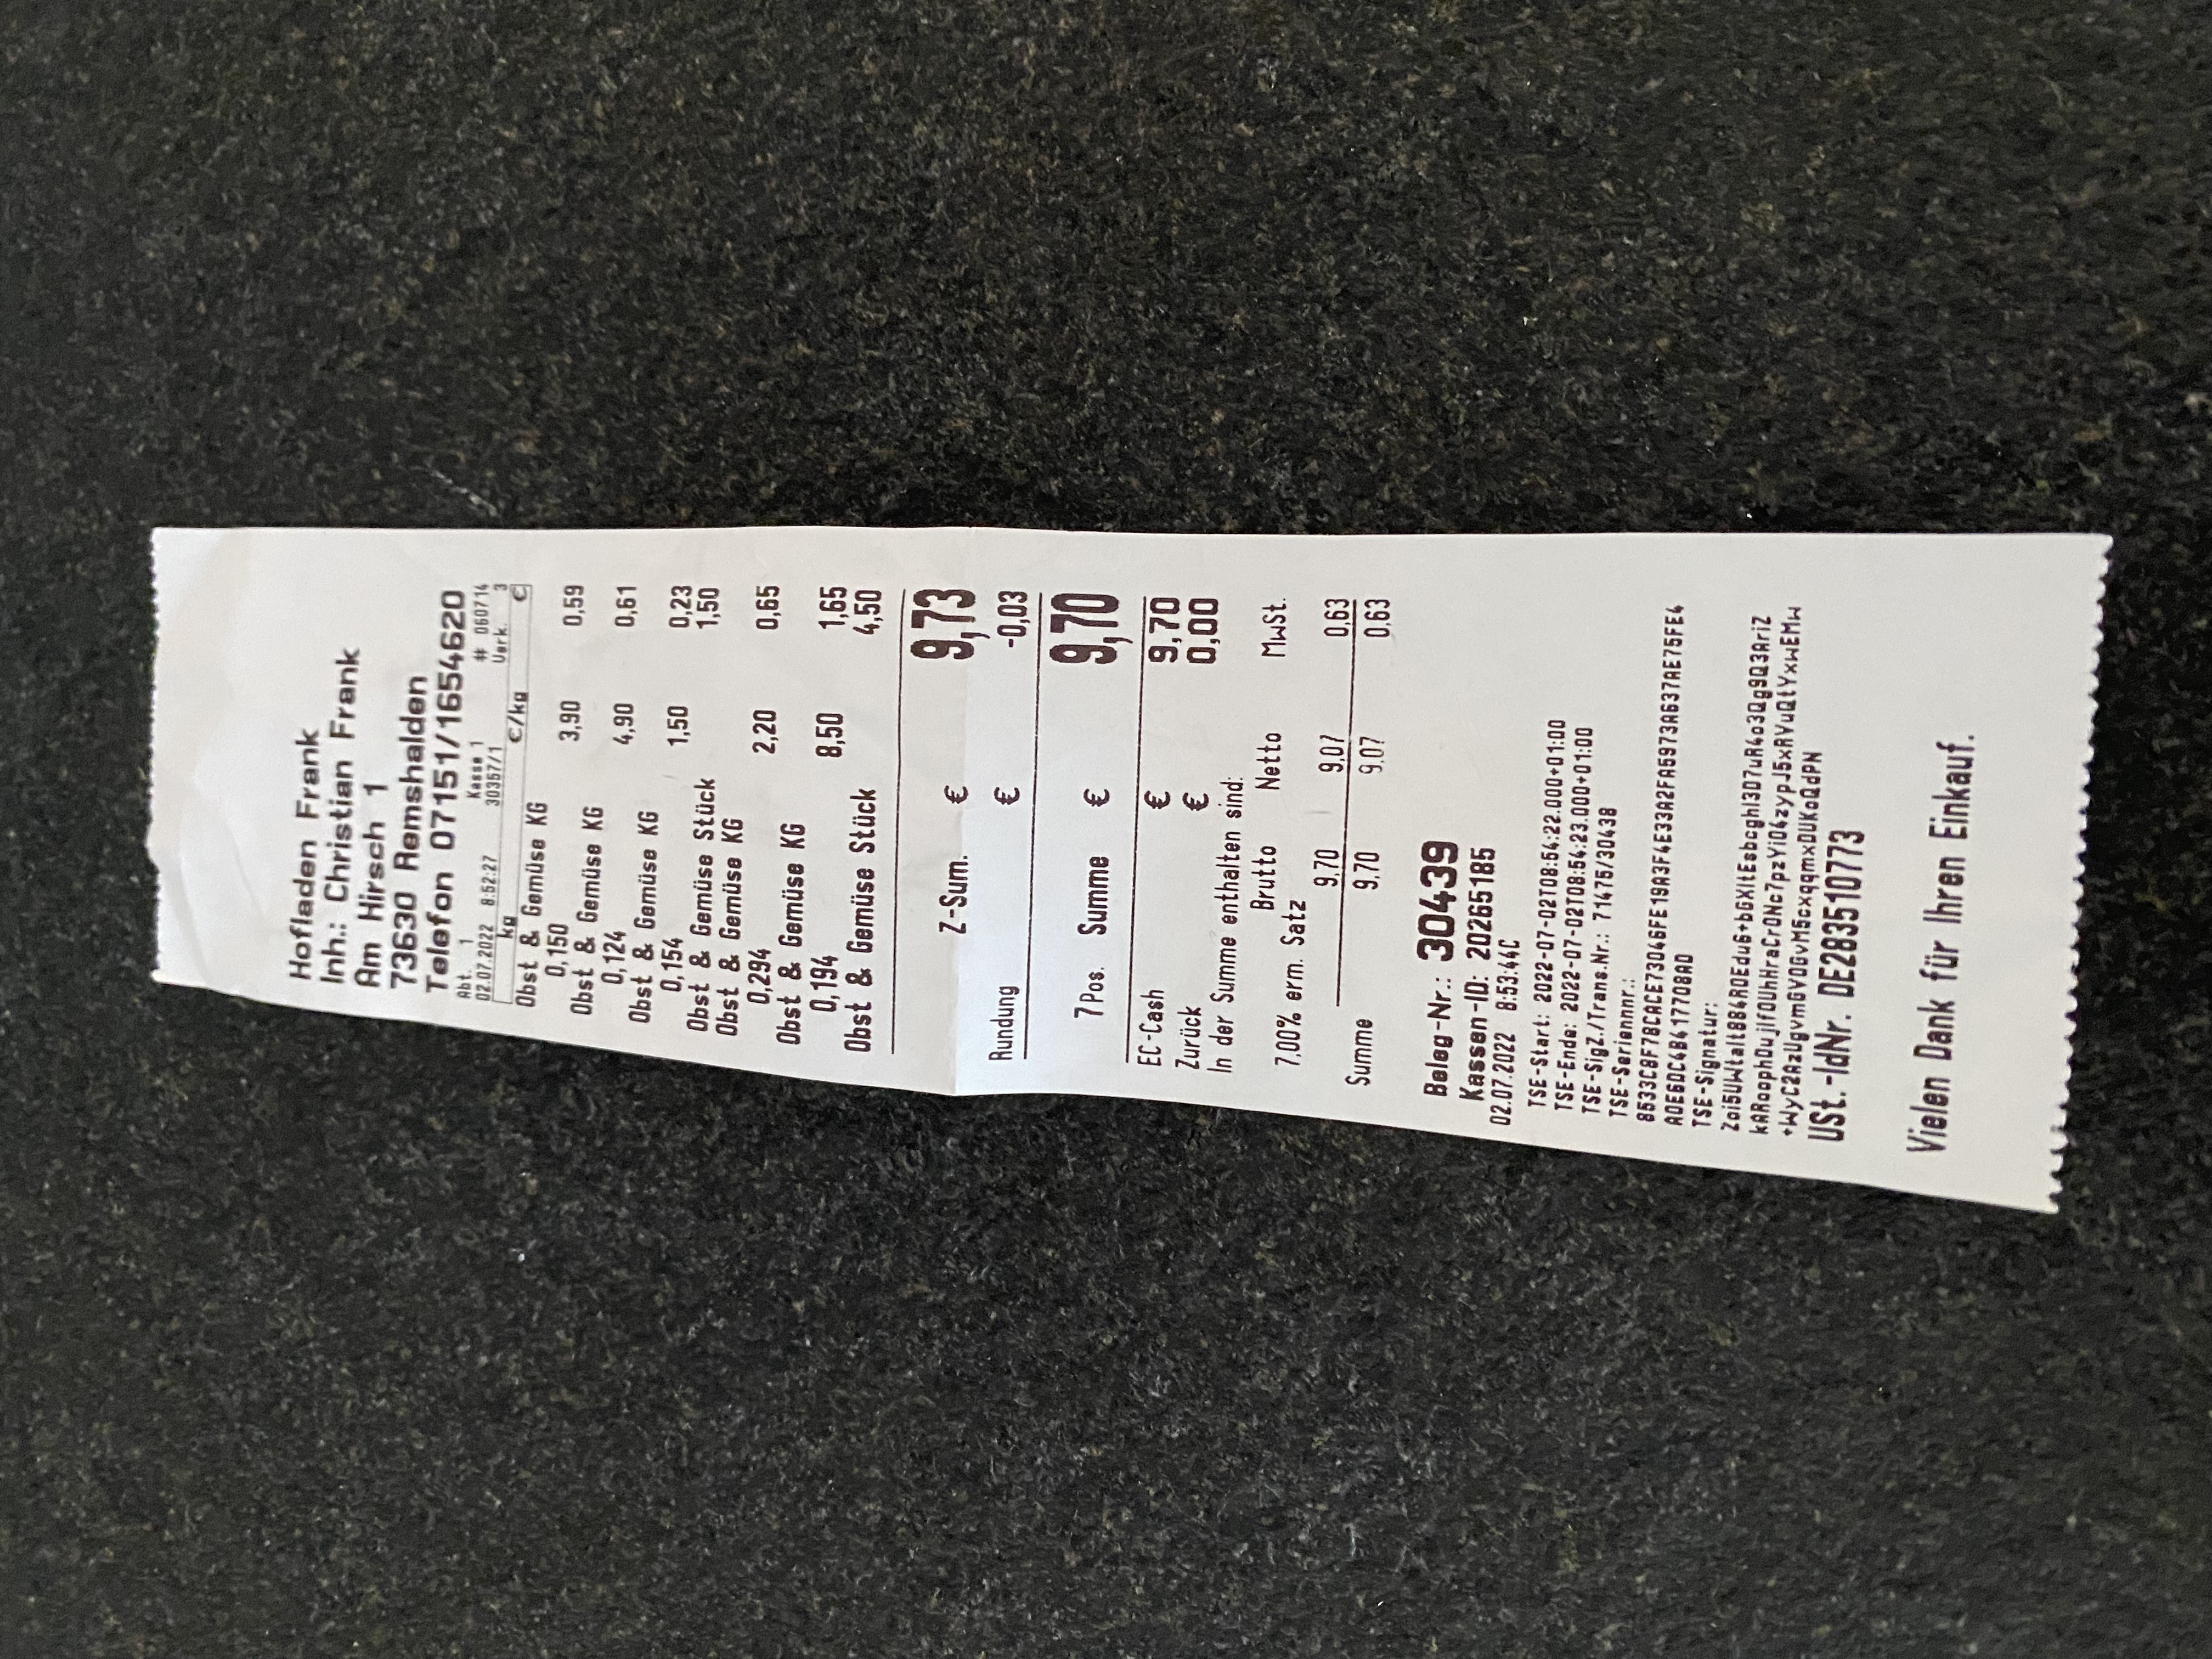 Hofladen Frank
Inh.: Christian Frank
Am Hirsch 1
73630 Remshalden
Telefon 07151/1654620
Abt. 1 Kasse 1 # 060714
02.07.2022 8:52:27 30357/1 Verk. 3
kg €/kg €
Obst & Gemüse KG
0,150 3,90 0,59
Obst & Gemüse KG
0,124 4,90 0,61
Obst & Gemüse KG
0,154 1,50 0,23
Obst & Gemüse Stück 1,50
Obst & Gemüse KG
0,294 2,20 0,65
Obst & Gemüse KG
0,194 8,50 1,65
Obst & Gemüse Stück 4,50
Z-Sum. € 9,73
Rundung € -0,03
7 Pos. Summe € 9,70
EC-Cash € 9,70
Zurück € 0,00
In der Summe enthalten sind:
Brutto Netto MwSt.
7,00% erm. Satz
9,70 9,07 0,63
Summe 9,70 9,07 0,63
Beleg-Nr.: 30439
Kassen-ID: 20265185
02.07.2022 8:53:44C
TSE-Start: 2022-07-02T08:54:22.000+01:00
TSE-Ende: 2022-07-02T08:54:23.000+01:00
TSE-SigZ./Trans.Nr.: 71475/30438
TSE-Seriennnr.:
8533C8F78CACE73046FE19A3F4E33A2FA5973A637AE75FE4
A0E6DC4B417708AD
TSE-Signatur:
USt.-IdNr. DE283510773
Vielen Dank für Ihren Einkauf.